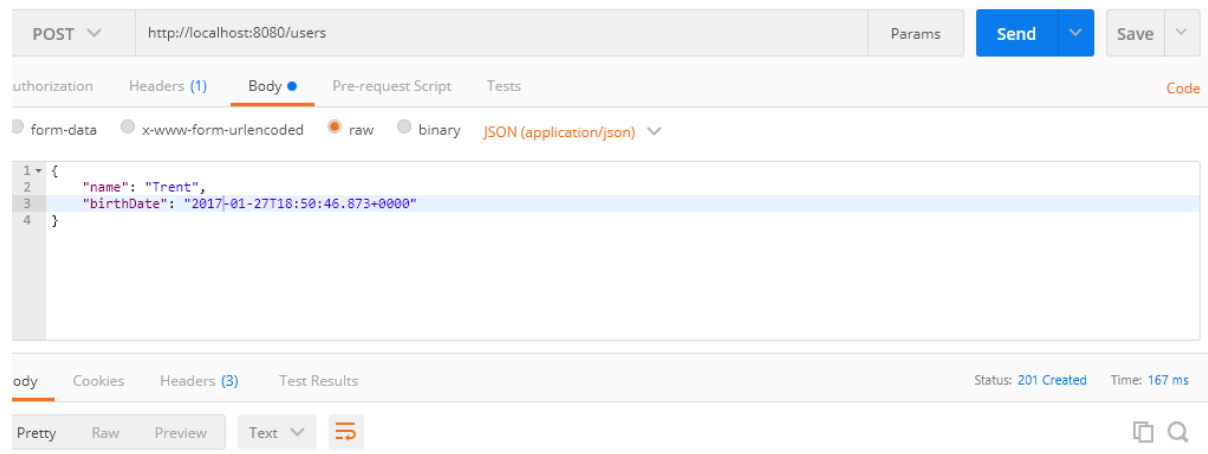 POST http://localhost:8080/users Params Send Save
uthorization Headers (1) Body Pre-request Script Tests Code
form-data x-www-form-urlencoded raw binary JSON (application/json)
1 {
2 "name": "Trent",
3 "birthDate": "2017-01-27T18:50:46.873+0000"
4 }
ody Cookies Headers (3) Test Results Status: 201 Created Time: 167 ms
Pretty Raw Preview Text